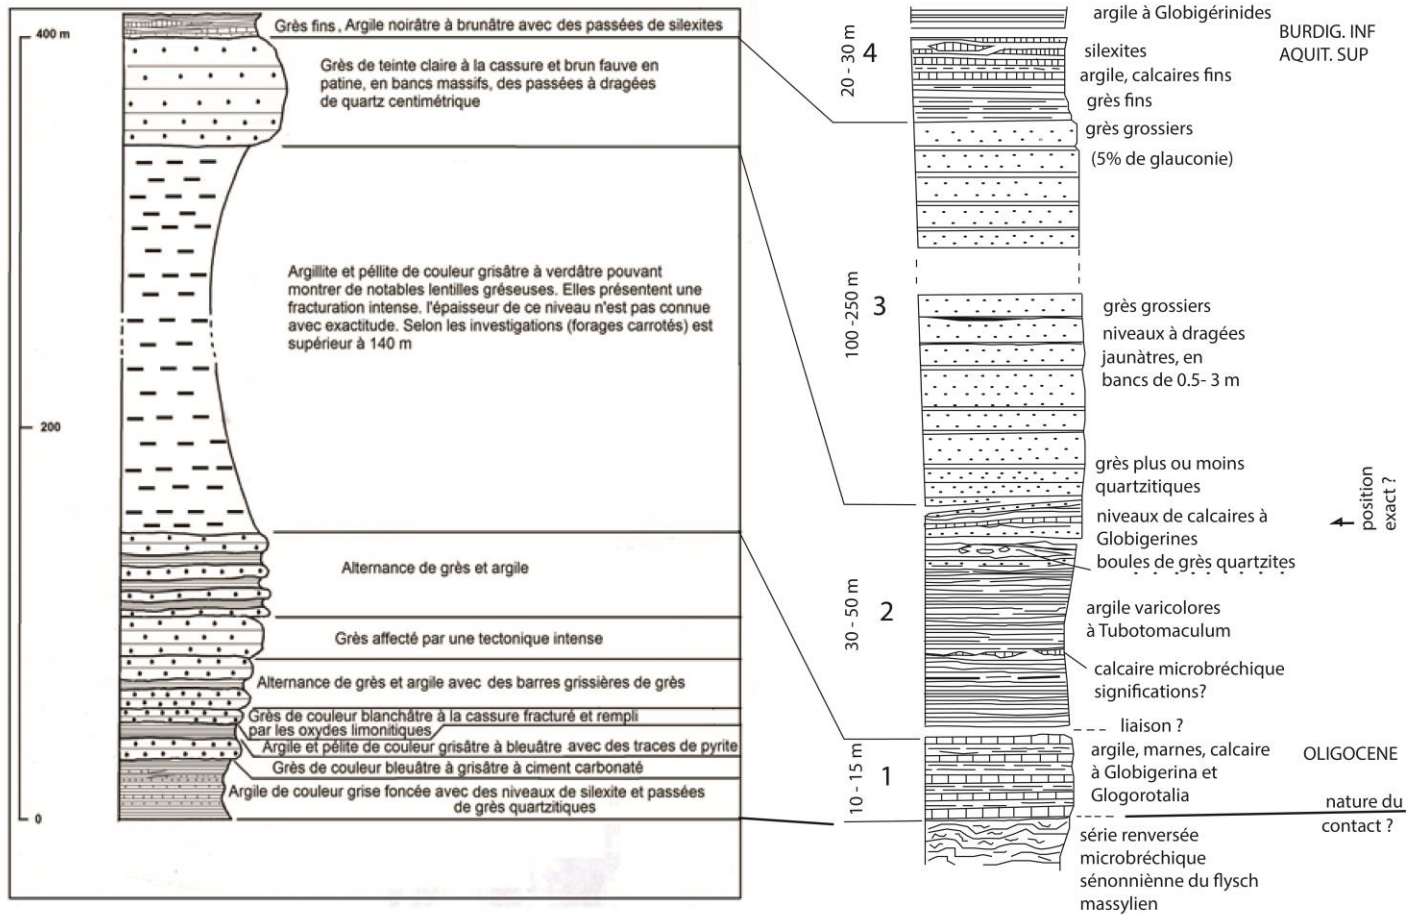 400 m
Grès fins, Argile noirâtre à brunâtre avec des passées de silexites
Grès de teinte claire à la cassure et brun fauve en
patine, en bancs massifs, des passées à dragées
de quartz centimétrique
Argillite et péllite de couleur grisâtre à verdâtre pouvant
montrer de notables lentilles gréseuses. Elles présentent une
fracturation intense. l'épaisseur de ce niveau n'est pas connue
avec exactitude. Selon les investigations (forages carrotés) est
supérieur à 140 m
200
Alternance de grès et argile
Grès affecté par une tectonique intense
Alternance de grès et argile avec des barres grissières de grès
Grès de couleur blanchâtre à la cassure fracturé et rempli
par les oxydes limonitiques
Argile et pélite de couleur grisâtre à bleuâtre avec des traces de pyrite
Grès de couleur bleuâtre à grisâtre à ciment carbonaté
Argile de couleur grise foncée avec des niveaux de silexite et passées
de grès quartzitiques
0
20 - 30 m
4
argile à Globigérinides
BURDIG. INF
AQUIT. SUP
silexites
argile, calcaires fins
grès fins
grès grossiers
(5% de glauconie)
100 -250 m
3
grès grossiers
niveaux à dragées
jaunàtres, en
bancs de 0.5- 3 m
grès plus ou moins
quartzitiques
niveaux de calcaires à
Globigerines
boules de grès quartzites
position
exact ?
30 - 50 m
2
argile varicolores
à Tubotomaculum
calcaire microbréchique
significations?
liaison ?
10 - 15 m
1
argile, marnes, calcaire
à Globigerina et
Glogorotalia
OLIGOCENE
nature du
contact ?
série renversée
microbréchique
sénonniènne du flysch
massylien